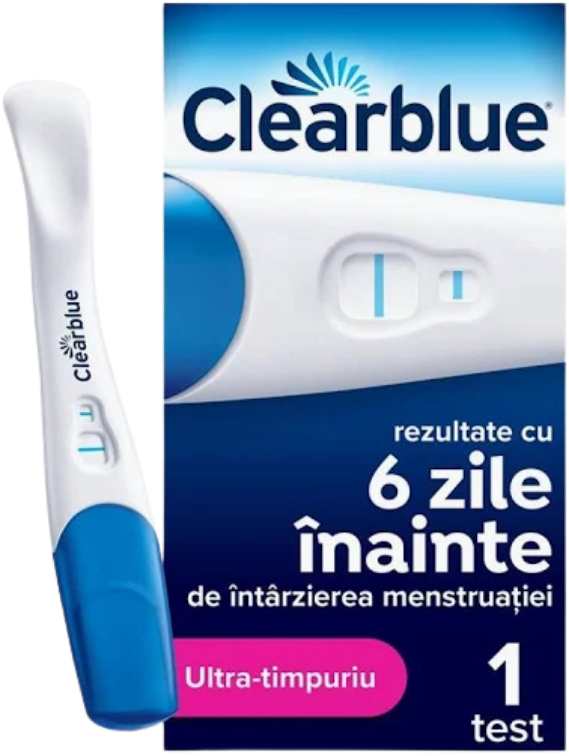 Clearblue
Clearblue
rezultate cu
6 zile
înainte
de întârzierea menstruației
Ultra-timpuriu
1
test